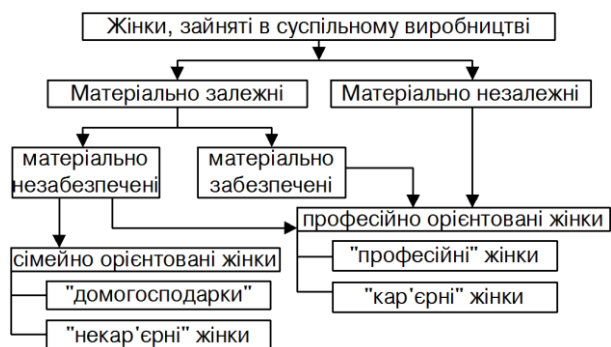 Жінки, зайняті в суспільному виробництві
Матеріально залежні
Матеріально незалежні
матеріально
незабезпечені
матеріально
забезпечені
професійно орієнтовані жінки
"професійні" жінки
"кар'єрні" жінки
сімейно орієнтовані жінки
"домогосподарки"
"некар'єрні" жінки